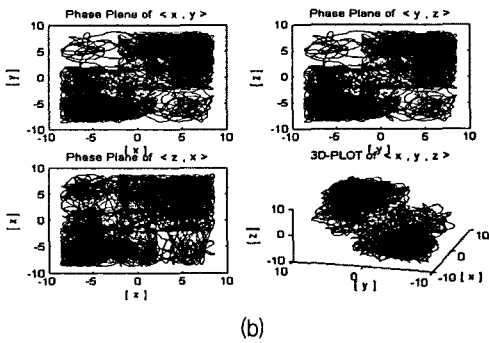 Phase Plane of < x , y >
Phase Plane of < y , z >
10
5
0
-5
-10
[ y ]
-10 -5 0 5 10
[ x ]
10
5
0
-5
-10
[ z ]
-10 -5 0 5 10
[ y ]
Phase Plane of < z , x >
3D-PLOT of < x , y , z >
10
5
0
-5
-10
[ x ]
-10 -5 0 5 10
[ z ]
10
0
-10
[ z ]
10 0 -10
[ y ]
-10 0 10
[ x ]
(b)